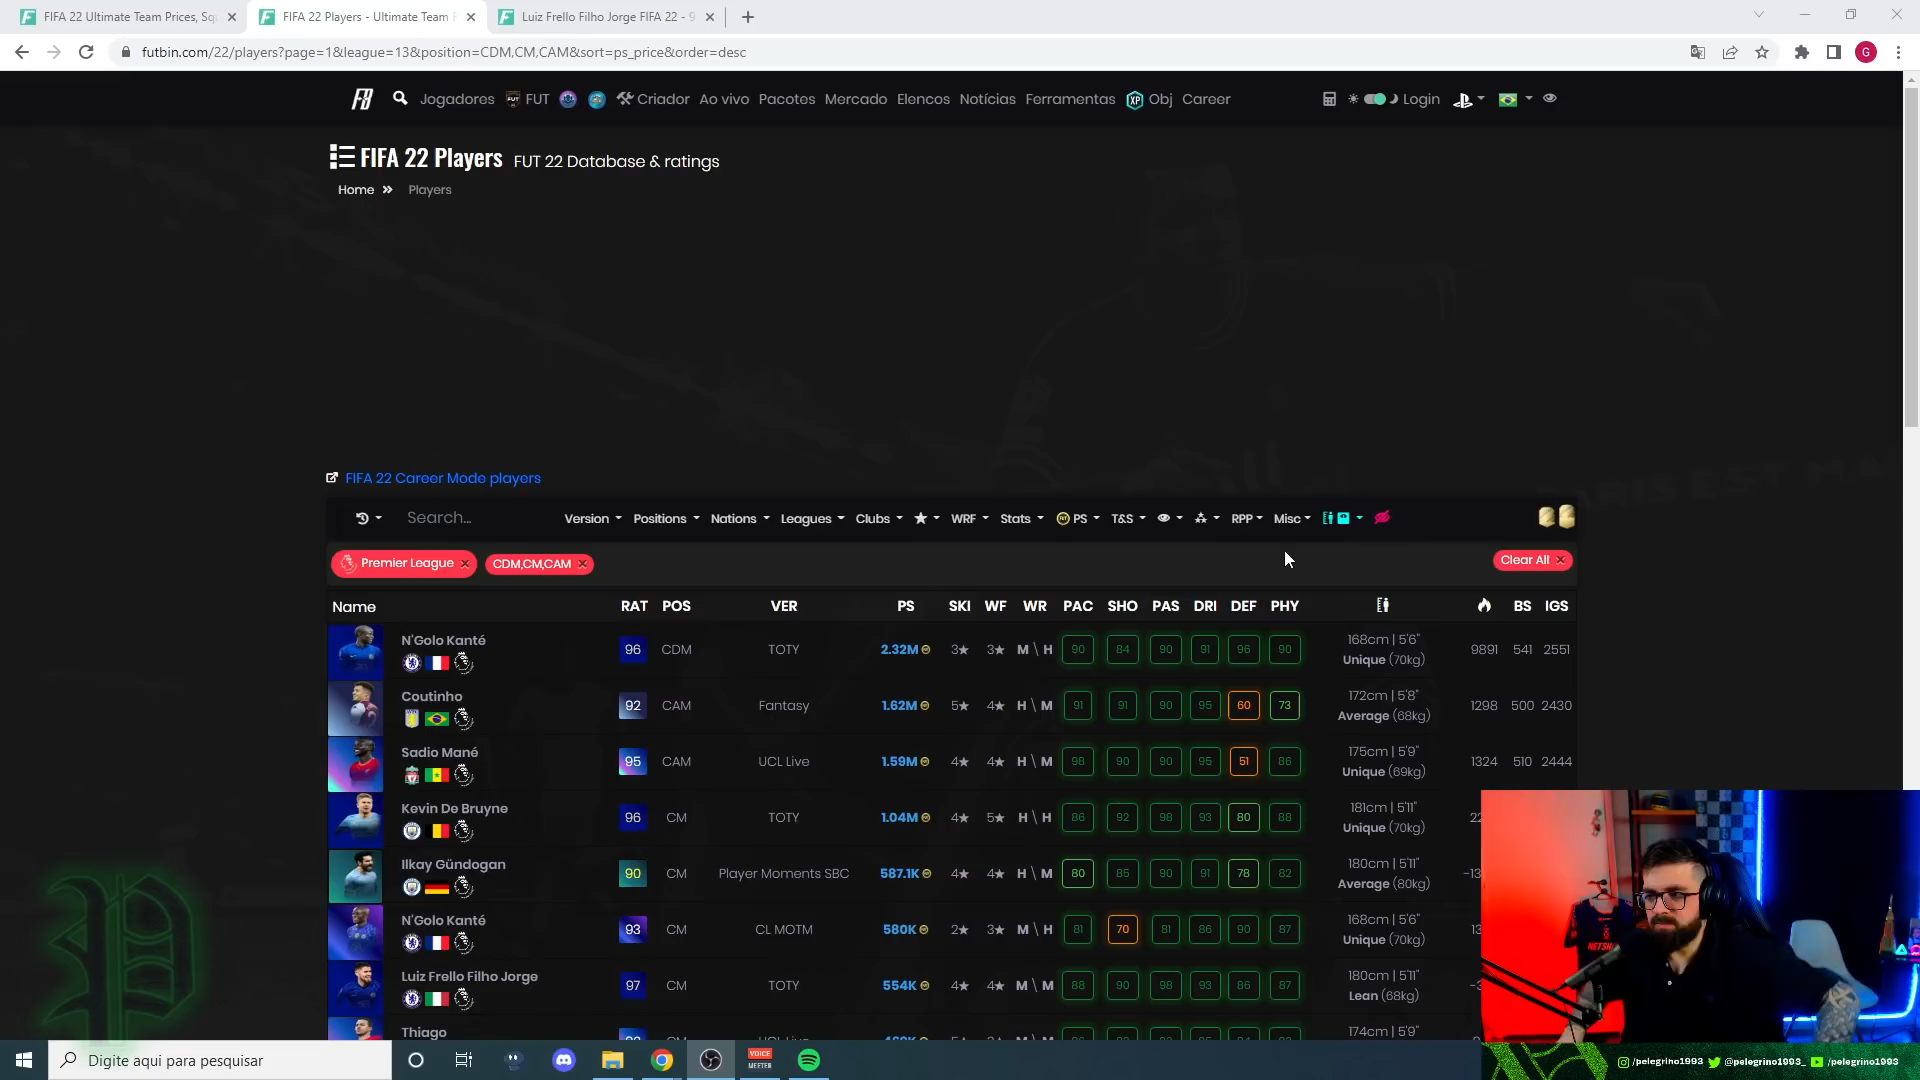 FIFA 22 Ultimate Team Prices, Sq
FIFA 22 Players - Ultimate Team
Luiz Frello Filho Jorge FIFA 22 - 9
futbin.com/22/players?page=1&league=13&position=CDM,CM,CAM&sort=ps_price&order=desc
G
Jogadores FUT Criador Ao vivo Pacotes Mercado Elencos Notícias Ferramentas XP Obj Career Login
FIFA 22 Players FUT 22 Database & ratings
Home » Players
FIFA 22 Career Mode players
Search... Version Positions Nations Leagues Clubs WRF Stats PS T&S RPP Misc
Premier League × CDM,CM,CAM × Clear All ×
Name RAT POS VER PS SKI WF WR PAC SHO PAS DRI DEF PHY BS IGS
N'Golo Kanté 96 CDM TOTY 2.32M 3★ 3★ M \ H 90 84 90 91 96 90 168cm | 5'6" Unique (70kg) 9891 541 2551
Coutinho 92 CAM Fantasy 1.62M 5★ 4★ H \ M 91 91 90 95 60 73 172cm | 5'8" Average (68kg) 1298 500 2430
Sadio Mané 95 CAM UCL Live 1.59M 4★ 4★ H \ M 98 90 90 95 51 86 175cm | 5'9" Unique (69kg) 1324 510 2444
Kevin De Bruyne 96 CM TOTY 1.04M 4★ 5★ H \ H 86 92 98 93 80 88 181cm | 5'11" Unique (70kg)
Ilkay Gündogan 90 CM Player Moments SBC 587.1K 4★ 4★ H \ M 80 85 90 91 78 82 180cm | 5'11" Average (80kg)
N'Golo Kanté 93 CM CL MOTM 580K 2★ 3★ M \ H 81 70 81 86 90 87 168cm | 5'6" Unique (70kg)
Luiz Frello Filho Jorge 97 CM TOTY 554K 4★ 4★ M \ M 88 90 98 93 86 87 180cm | 5'11" Lean (68kg)
Thiago 174cm | 5'9"
Digite aqui para pesquisar
VOICE
MEETER
/pelegrino1993 @pelegrino1993_ /pelegrino1993